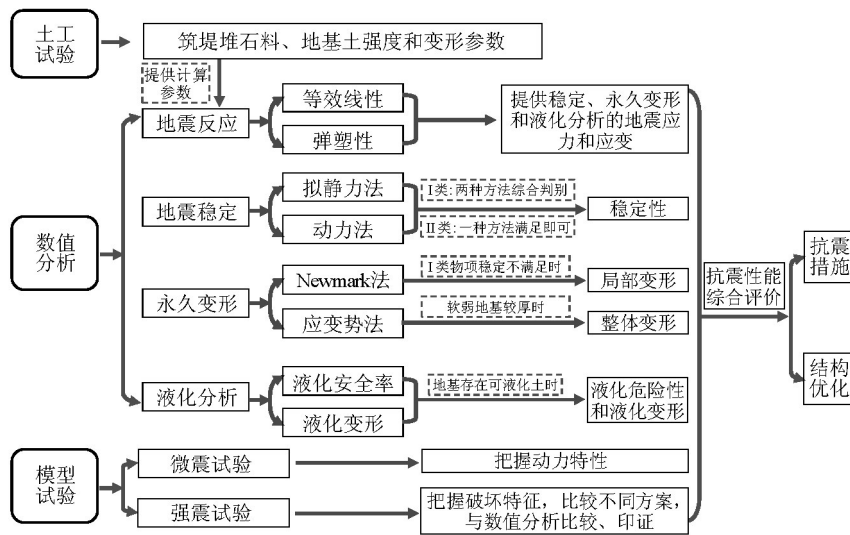 土工
试验
筑堤堆石料、地基土强度和变形参数
提供计算
参数
数值
分析
地震反应
等效线性
弹塑性
提供稳定、永久变形
和液化分析的地震应
力和应变
地震稳定
拟静力法
动力法
I类:两种方法综合判别
II类:一种方法满足即可
稳定性
永久变形
Newmark法
应变势法
I类物项稳定不满足时
软弱地基较厚时
局部变形
整体变形
液化分析
液化安全率
液化变形
地基存在可液化土时
液化危险性
和液化变形
模型
试验
微震试验
把握动力特性
强震试验
把握破坏特征，比较不同方案，
与数值分析比较、印证
抗震性能
综合评价
抗震
措施
结构
优化